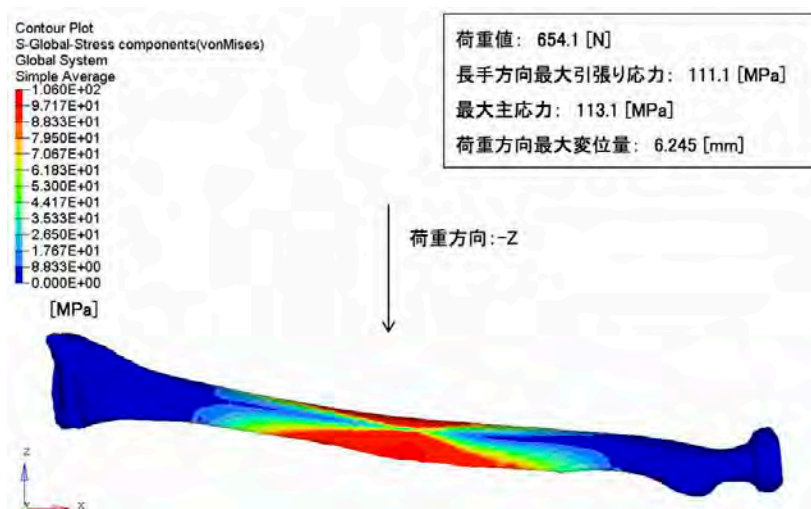 Contour Plot
S-Global-Stress components(vonMises)
Global System
Simple Average
1.060E+02
9.717E+01
8.833E+01
7.950E+01
7.067E+01
6.183E+01
5.300E+01
4.417E+01
3.533E+01
2.650E+01
1.767E+01
8.833E+00
0.000E+00
[MPa]
荷重値: 654.1 [N]
長手方向最大引張り応力: 111.1 [MPa]
最大主応力: 113.1 [MPa]
荷重方向最大変位量: 6.245 [mm]
荷重方向:-Z
Z
X